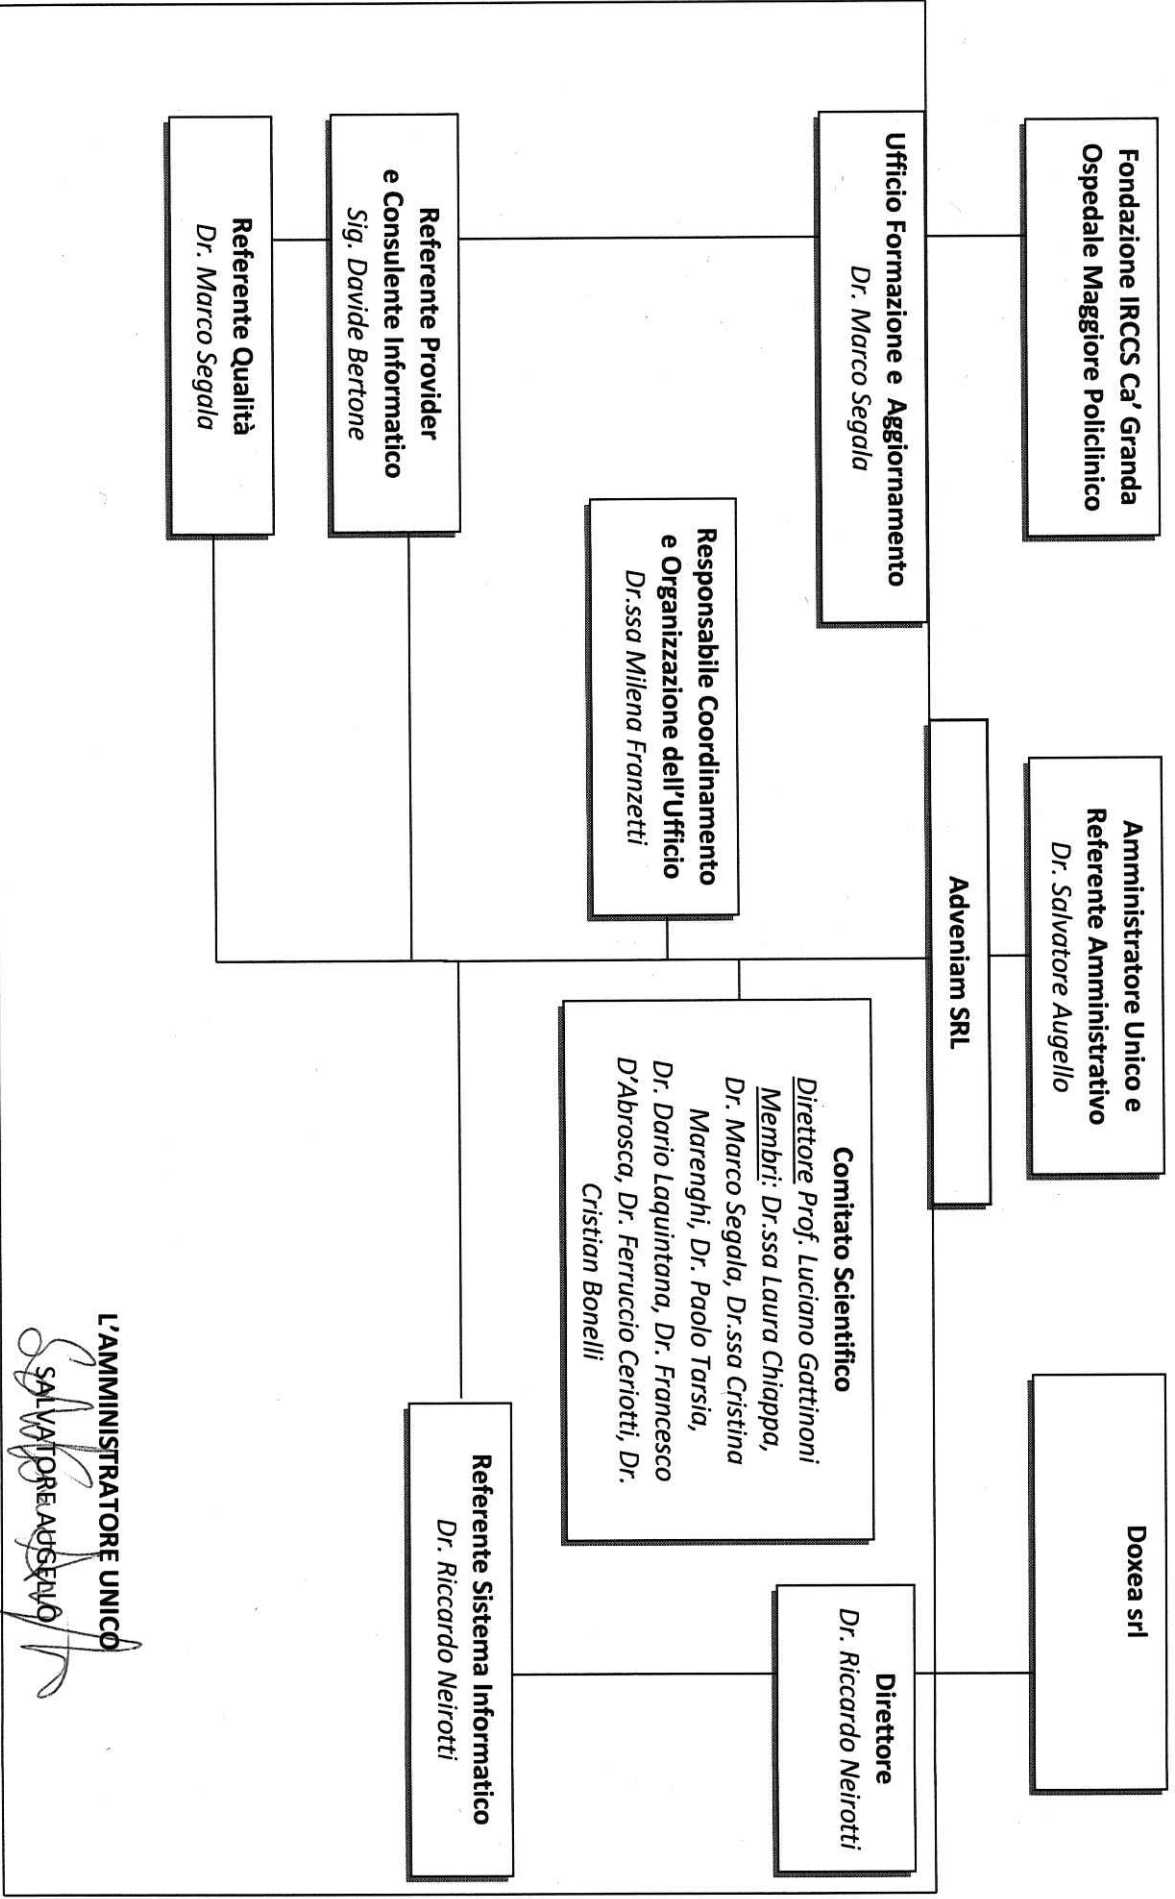 Fondazione IRCCS Ca' Granda
Ospedale Maggiore Policlinico
Amministratore Unico e
Referente Amministrativo
Dr. Salvatore Augello
Doxea srl
Adveniam SRL
Ufficio Formazione e Aggiornamento
Dr. Marco Segala
Direttore
Dr. Riccardo Neirotti
Responsabile Coordinamento
e Organizzazione dell'Ufficio
Dr.ssa Milena Franzetti
Comitato Scientifico
Direttore Prof. Luciano Gattinoni
Membri: Dr.ssa Laura Chiappa,
Dr. Marco Segala, Dr.ssa Cristina
Marenghi, Dr. Paolo Tarsia,
Dr. Dario Laquintana, Dr. Francesco
D'Abrosca, Dr. Ferruccio Ceriotti, Dr.
Cristian Bonelli
Referente Provider
e Consulente Informatico
Sig. Davide Bertone
Referente Sistema Informatico
Dr. Riccardo Neirotti
Referente Qualità
Dr. Marco Segala
L'AMMINISTRATORE UNICO
SALVATORE AUGELLO